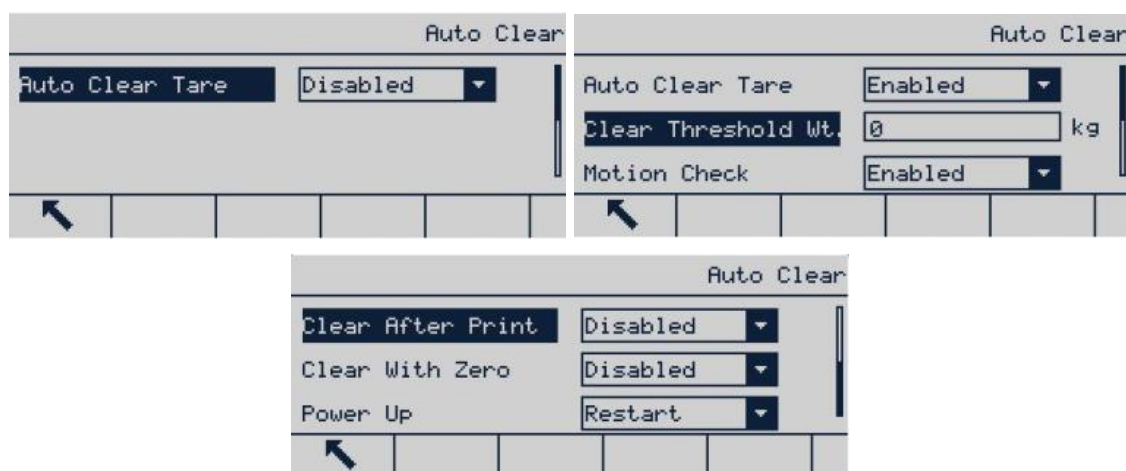 Auto Clear
Auto Clear Tare Disabled
Auto Clear
Auto Clear Tare Enabled
Clear Threshold Wt. 0 kg
Motion Check Enabled
Auto Clear
Clear After Print Disabled
Clear With Zero Disabled
Power Up Restart